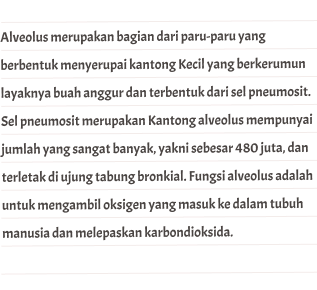 Alveolus merupakan bagian dari paru-paru yang
berbentuk menyerupai kantong Kecil yang berkerumun
layaknya buah anggur dan terbentuk dari sel pneumosit.
Sel pneumosit merupakan Kantong alveolus mempunyai
jumlah yang sangat banyak, yakni sebesar 480 juta, dan
terletak di ujung tabung bronkial. Fungsi alveolus adalah
untuk mengambil oksigen yang masuk ke dalam tubuh
manusia dan melepaskan karbondioksida.